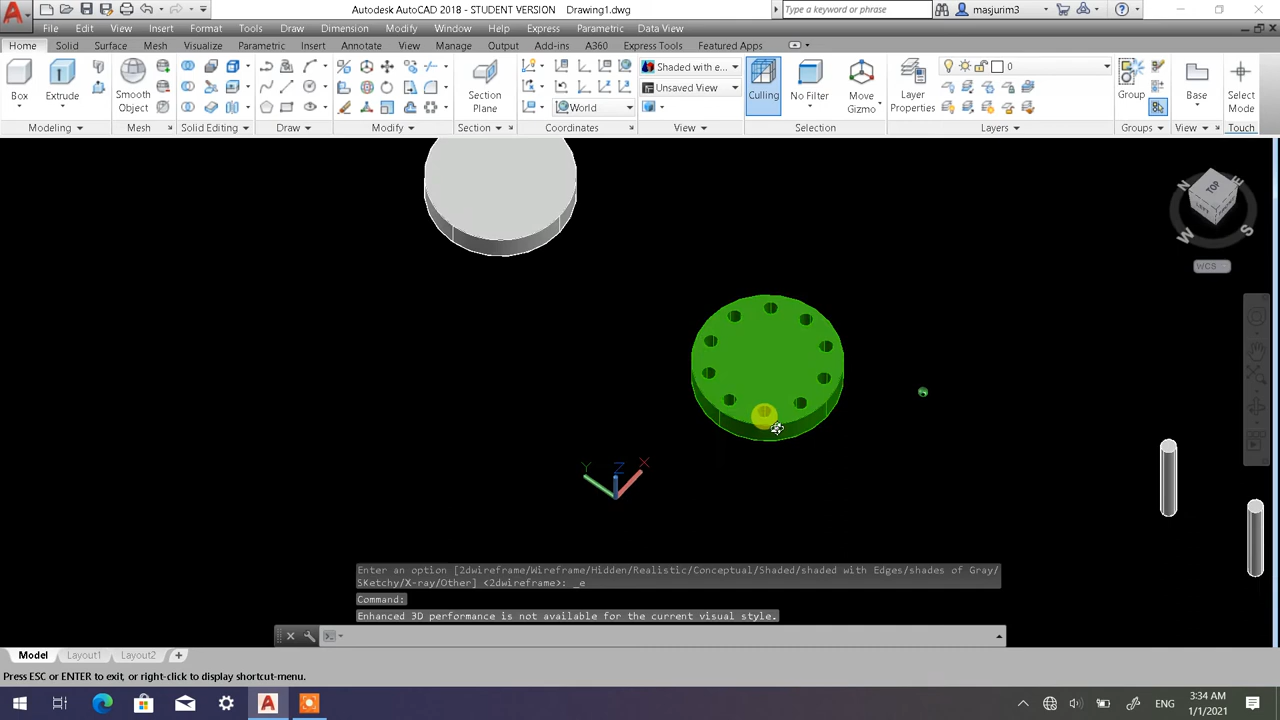 Autodesk AutoCAD 2018 - STUDENT VERSION Drawing1.dwg
Type a keyword or phrase
masjurim3
File Edit View Insert Format Tools Draw Dimension Modify Window Help Express Parametric Data View
Home Solid Surface Mesh Visualize Parametric Insert Annotate View Manage Output Add-ins A360 Express Tools Featured Apps
Box
Extrude
Smooth
Object
Section
Plane
World
Shaded with e...
Unsaved View
Culling
No Filter
Move
Gizmo
Layer
Properties
0
Group
Base
Select
Mode
Modeling
Mesh
Solid Editing
Draw
Modify
Section
Coordinates
View
Selection
Layers
Groups
View
Touch
N
E
TOP
LEFT
W
S
WCS
Y
Z
X
Enter an option [2dwireframe/Wireframe/Hidden/Realistic/Conceptual/Shaded/shaded with Edges/shades of Gray/
SKetchy/X-ray/Other] <2dwireframe>: _e
Command:
Enhanced 3D performance is not available for the current visual style.
Model Layout1 Layout2
Press ESC or ENTER to exit, or right-click to display shortcut-menu.
ENG
3:34 AM
1/1/2021